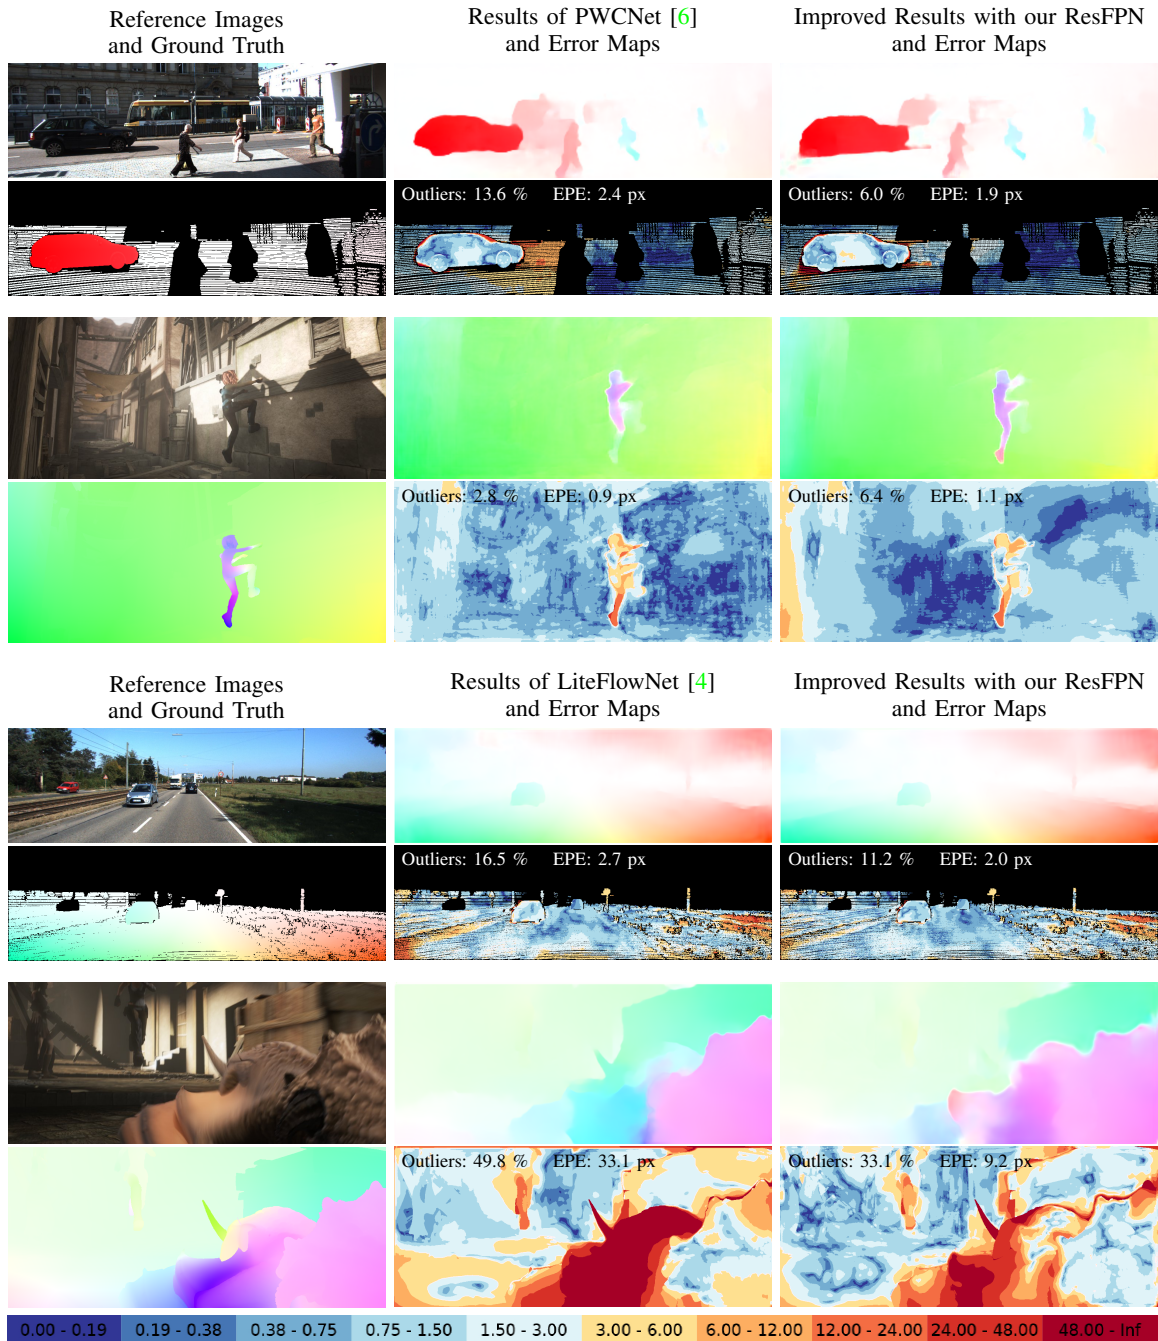 Reference Images
and Ground Truth
Results of PWCNet [6]
and Error Maps
Improved Results with our ResFPN
and Error Maps
Outliers: 13.6 % EPE: 2.4 px
Outliers: 6.0 % EPE: 1.9 px
Outliers: 2.8 % EPE: 0.9 px
Outliers: 6.4 % EPE: 1.1 px
Reference Images
and Ground Truth
Results of LiteFlowNet [4]
and Error Maps
Improved Results with our ResFPN
and Error Maps
Outliers: 16.5 % EPE: 2.7 px
Outliers: 11.2 % EPE: 2.0 px
Outliers: 49.8 % EPE: 33.1 px
Outliers: 33.1 % EPE: 9.2 px
0.00 - 0.19 0.19 - 0.38 0.38 - 0.75 0.75 - 1.50 1.50 - 3.00 3.00 - 6.00 6.00 - 12.00 12.00 - 24.00 24.00 - 48.00 48.00 - Inf